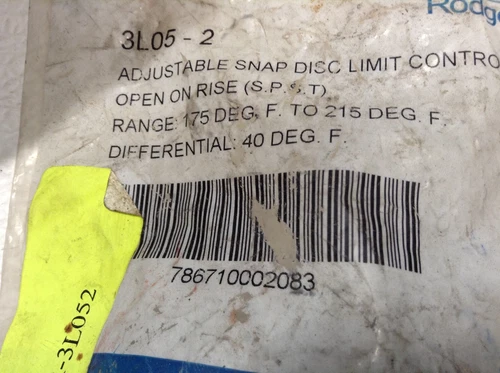 Rodge
3L05 - 2
ADJUSTABLE SNAP DISC LIMIT CONTRO
OPEN ON RISE (S.P.S.T)
RANGE: 175 DEG. F. TO 215 DEG. F.
DIFFERENTIAL: 40 DEG. F.
786710002083
-3L052